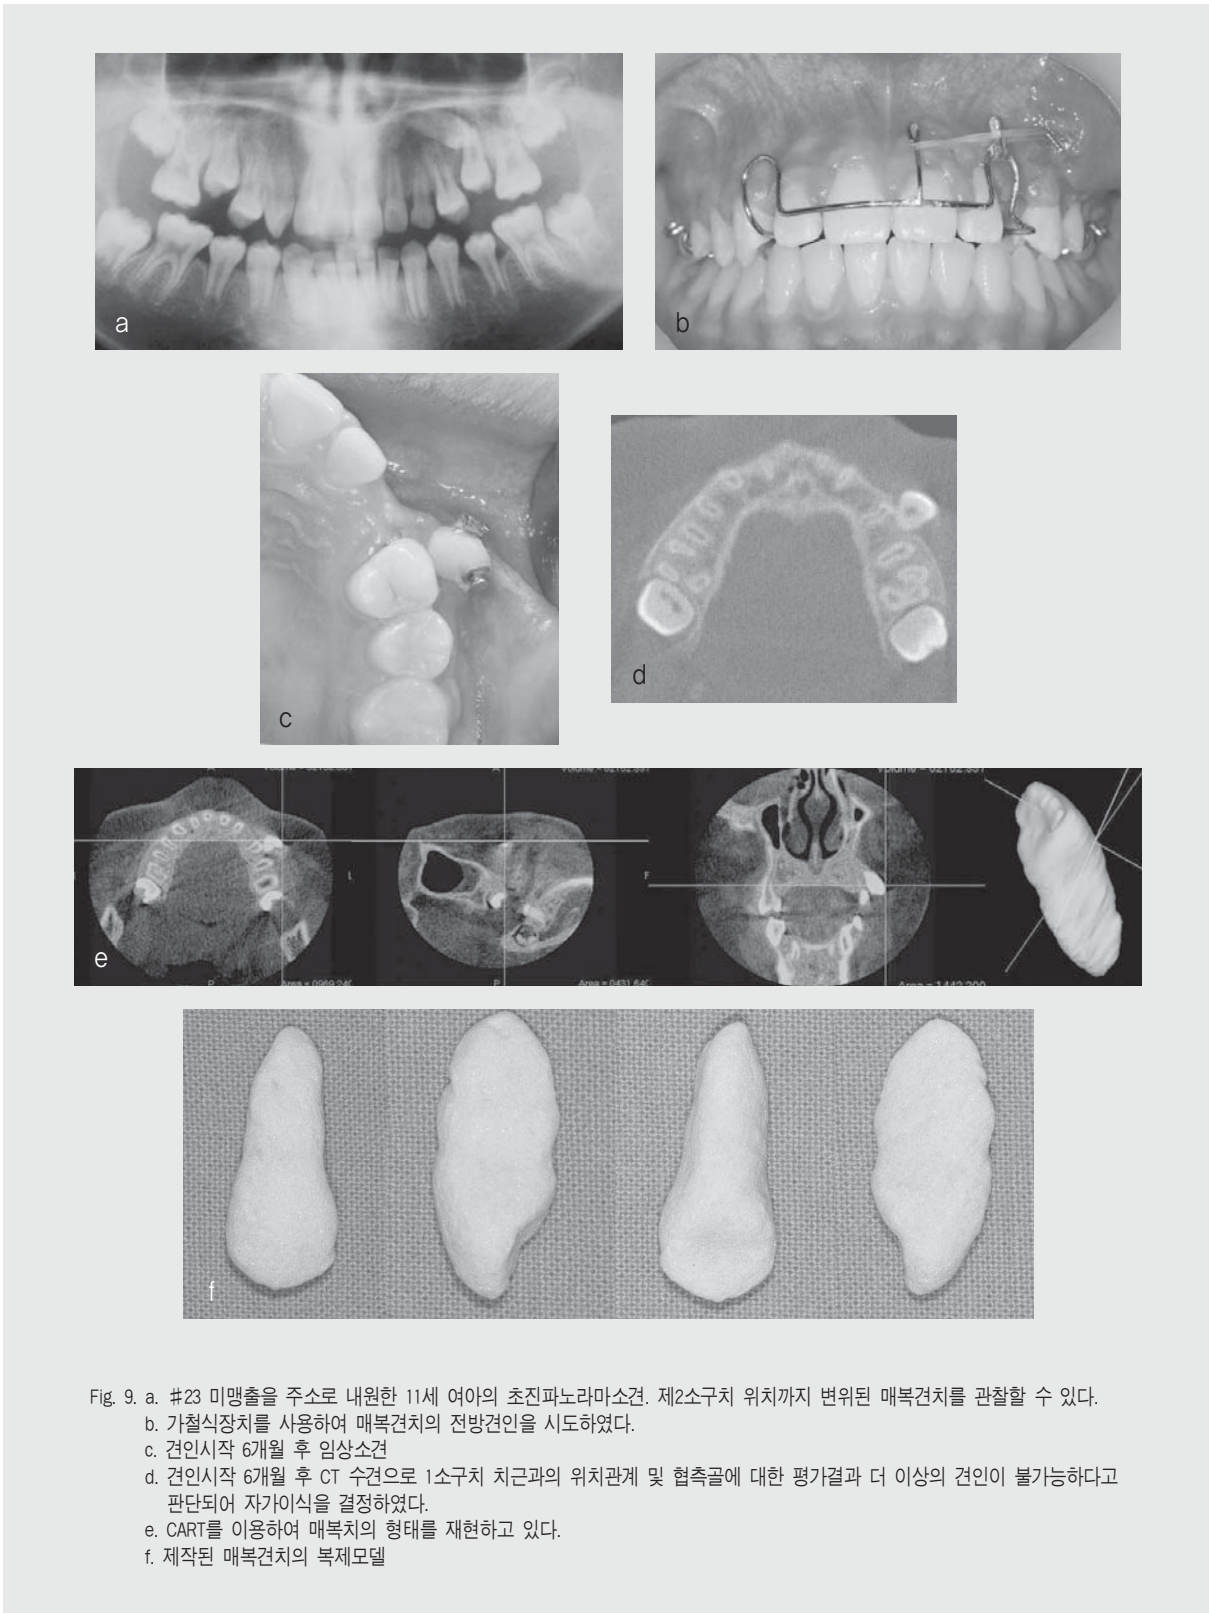 a
b
c
d
A
A
L
F
e
P
Area = 0969.240
P
Area = 0431.640
f
Fig. 9. a. ♯23 미맹출을 주소로 내원한 11세 여아의 초진파노라마소견. 제2소구치 위치까지 변위된 매복견치를 관찰할 수 있다.
b. 가철식장치를 사용하여 매복견치의 전방견인을 시도하였다.
c. 견인시작 6개월 후 임상소견
d. 견인시작 6개월 후 CT 수견으로 1소구치 치근과의 위치관계 및 협측골에 대한 평가결과 더 이상의 견인이 불가능하다고
판단되어 자가이식을 결정하였다.
e. CART를 이용하여 매복치의 형태를 재현하고 있다.
f. 제작된 매복견치의 복제모델